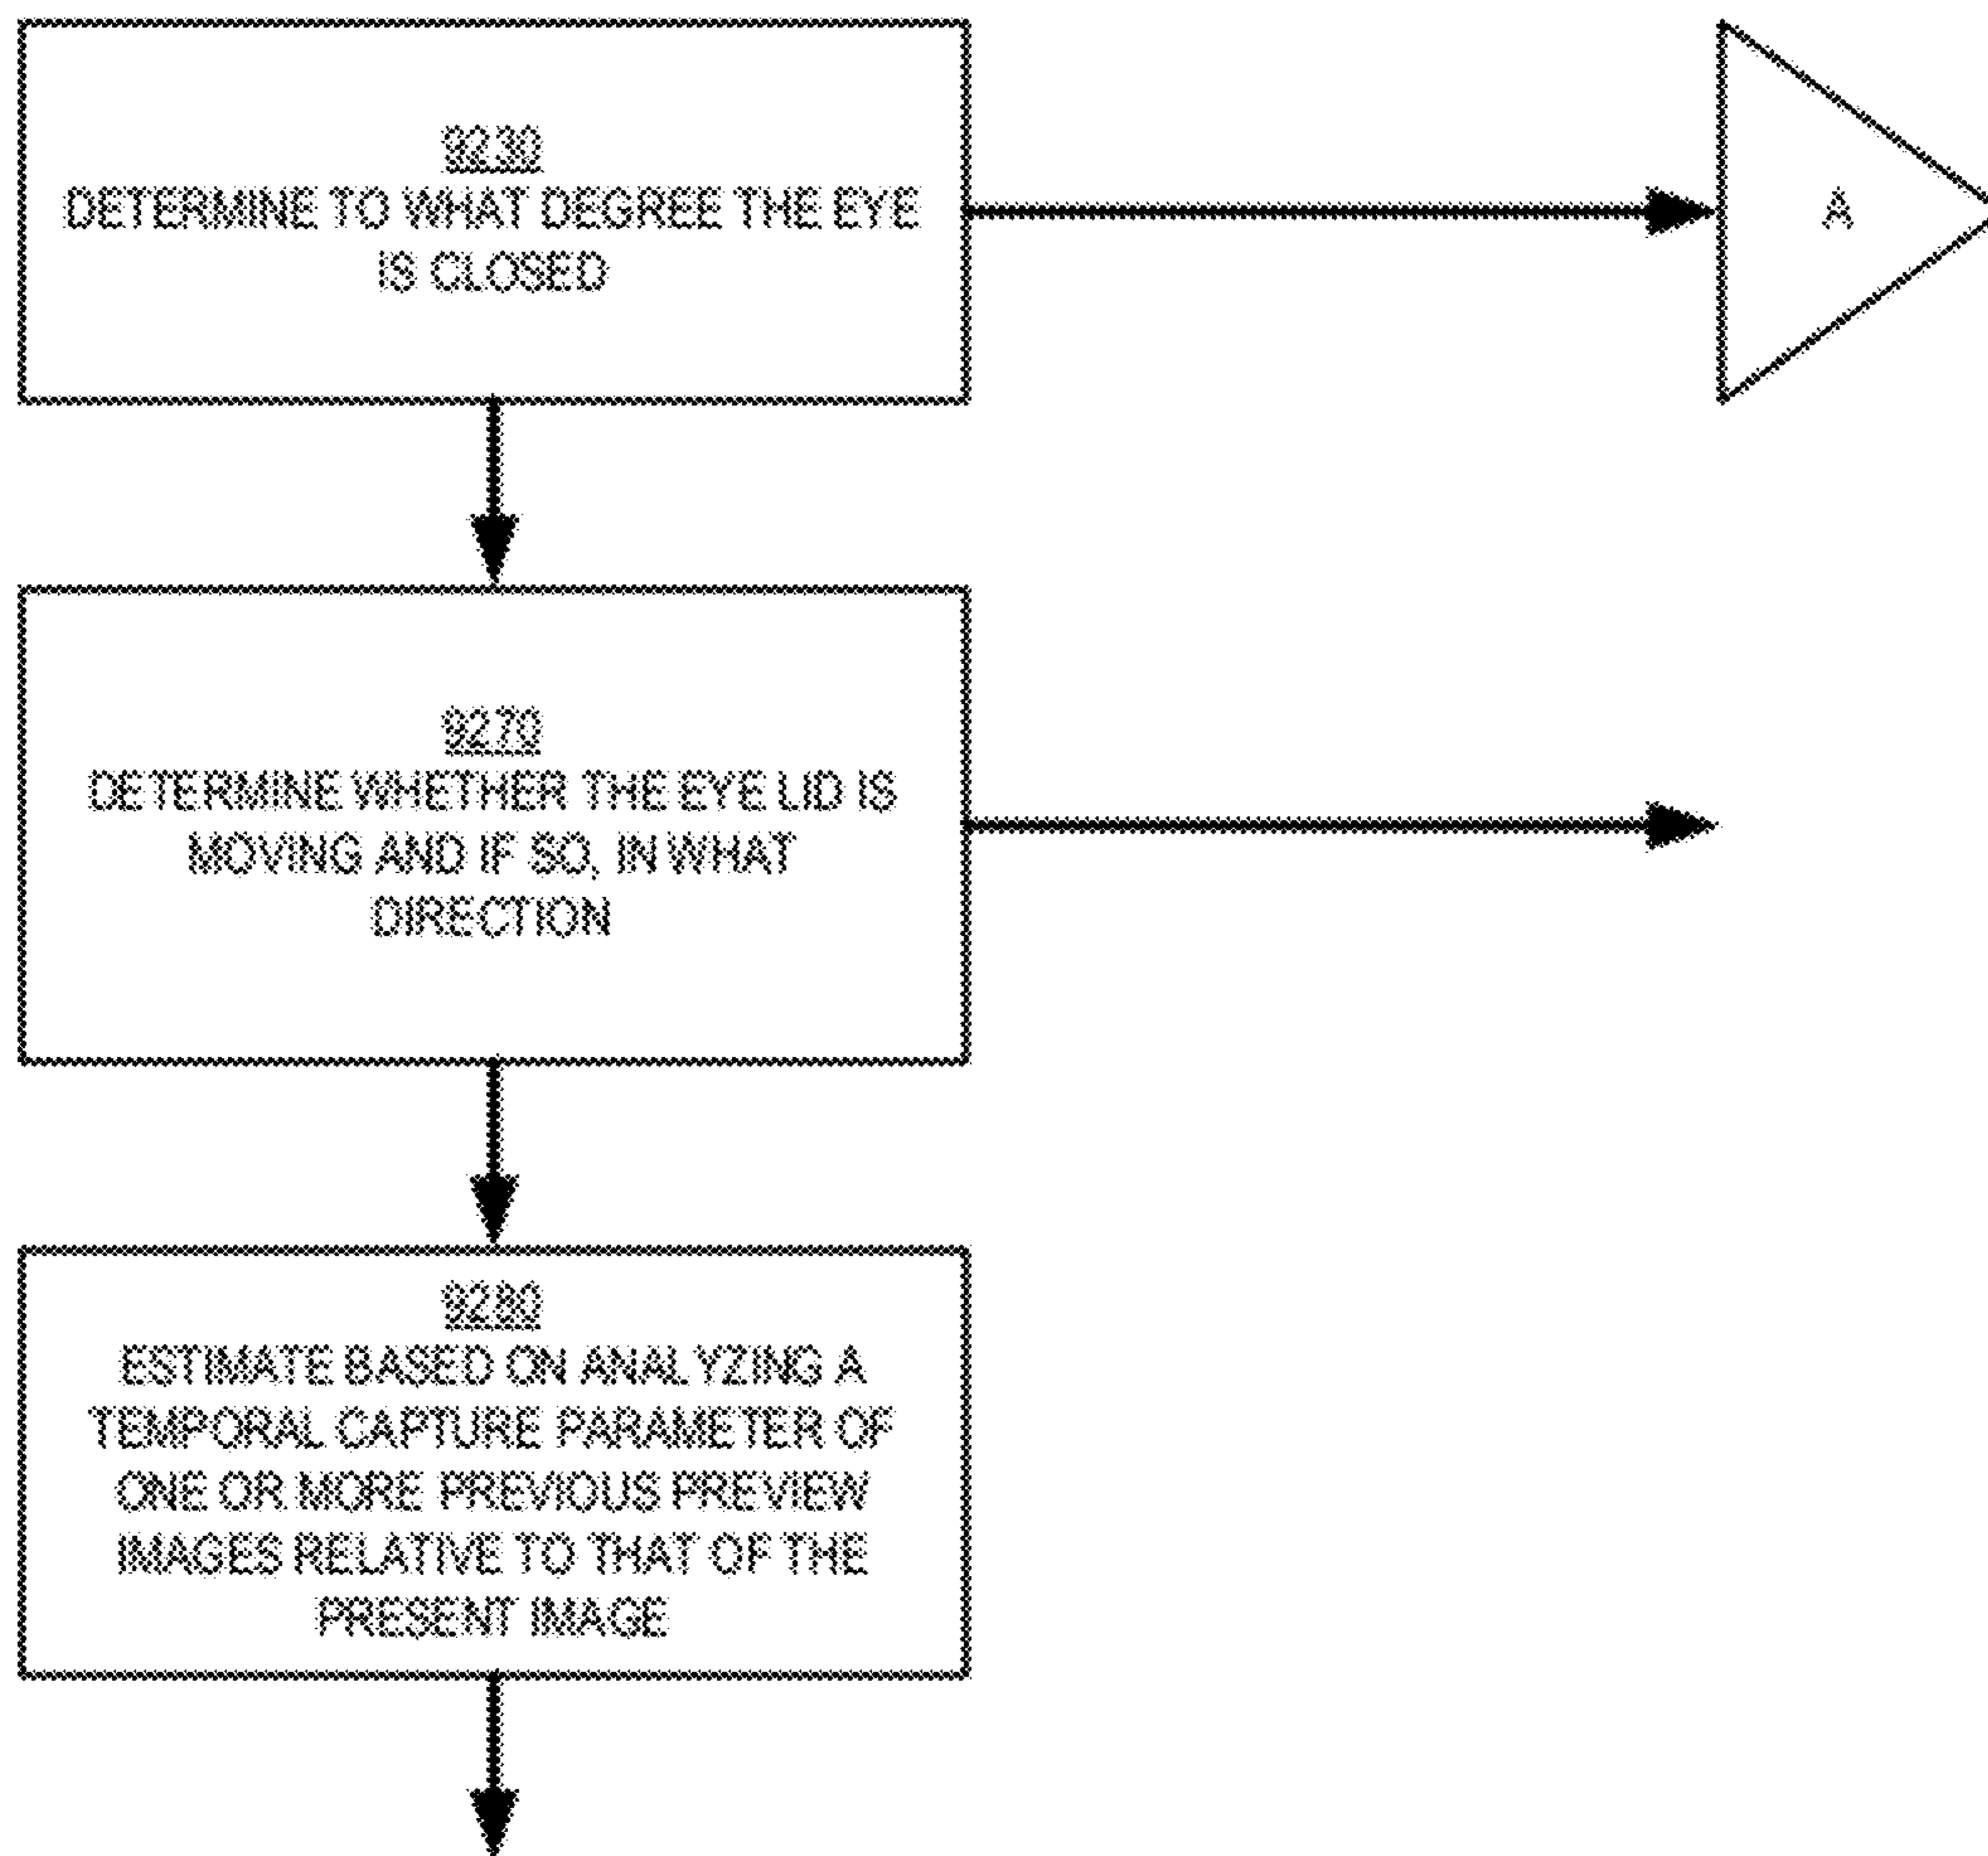 9230
DETERMINE TO WHAT DEGREE THE EYE
IS CLOSED
A
9270
DETERMINE WHETHER THE EYE LID IS
MOVING AND IF SO, IN WHAT
DIRECTION
9280
ESTIMATE BASED ON ANALYZING A
TEMPORAL CAPTURE PARAMETER OF
ONE OR MORE PREVIOUS PREVIEW
IMAGES RELATIVE TO THAT OF THE
PRESENT IMAGE